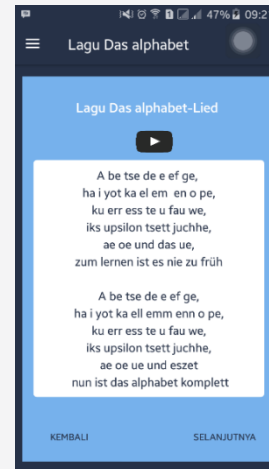 47% 09:2
Lagu Das alphabet
Lagu Das alphabet-Lied
A be tse de e ef ge,
ha i yot ka el em en o pe,
ku err ess te u fau we,
iks upsilon tsett juchhe,
ae oe und das ue,
zum lernen ist es nie zu früh
A be tse de e ef ge,
ha i yot ka ell emm enn o pe,
ku err ess te u fau we,
iks upsilon tsett juchhe,
ae oe ue und eszet
nun ist das alphabet komplett
KEMBALI SELANJUTNYA